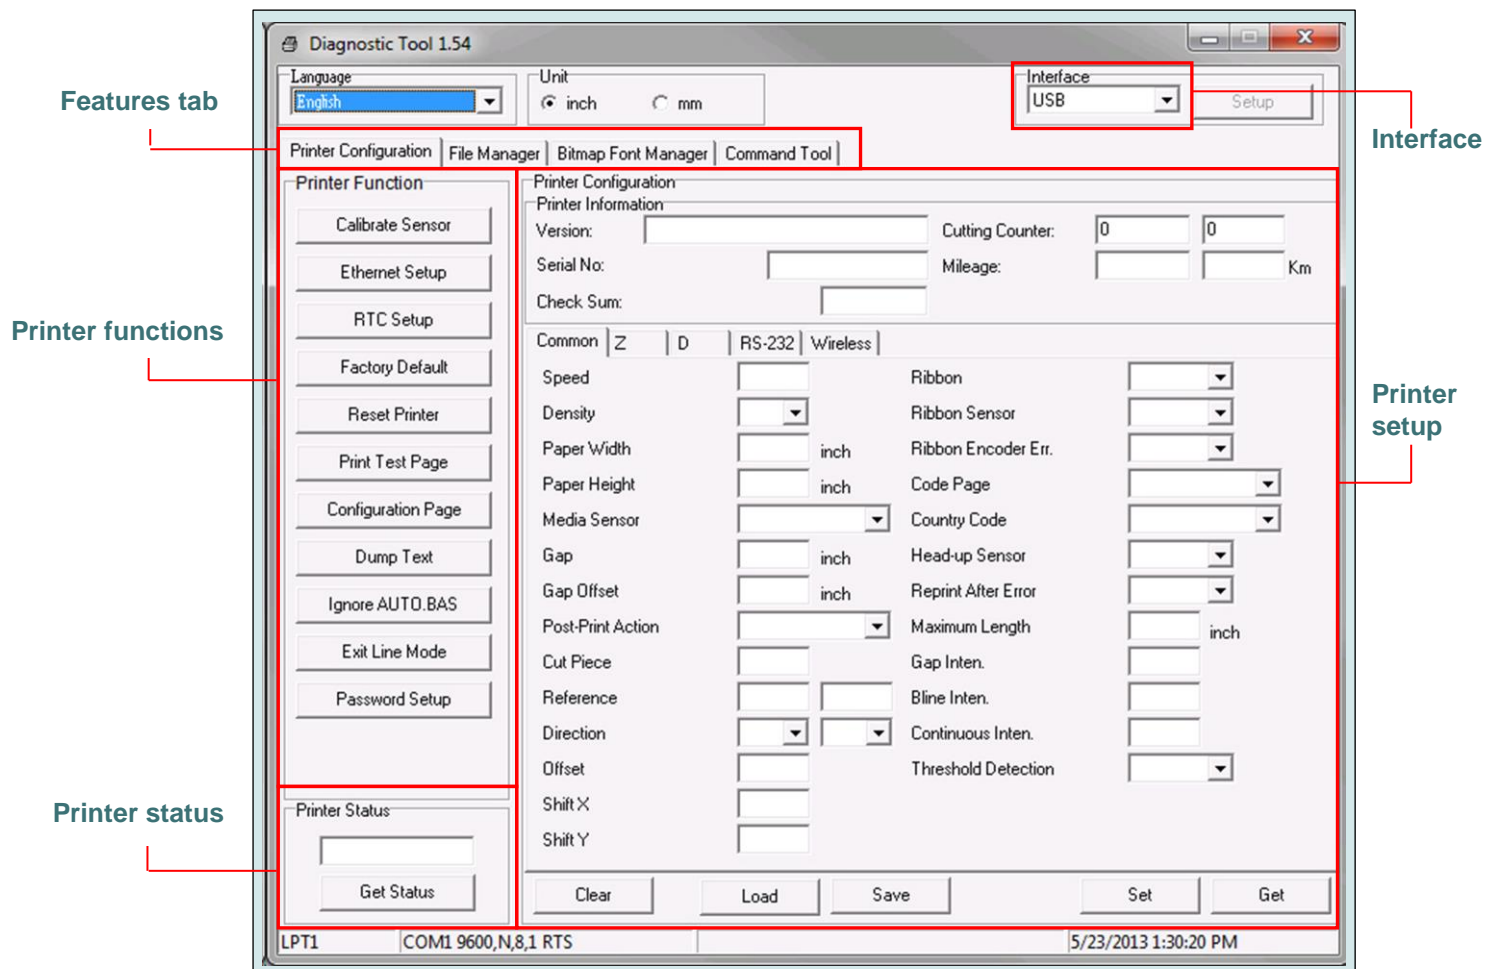 Diagnostic Tool 1.54
Language
English
Unit
inch
mm
Interface
USB
Setup
Features tab
Interface
Printer Configuration
File Manager
Bitmap Font Manager
Command Tool
Printer Function
Calibrate Sensor
Ethernet Setup
RTC Setup
Factory Default
Reset Printer
Print Test Page
Configuration Page
Dump Text
Ignore AUTO.BAS
Exit Line Mode
Password Setup
Printer functions
Printer Configuration
Printer Information
Version:
Cutting Counter: 0 0
Serial No:
Mileage: Km
Check Sum:
Common Z D RS-232 Wireless
Speed
Ribbon
Density
Ribbon Sensor
Paper Width inch
Ribbon Encoder Err.
Paper Height inch
Code Page
Media Sensor
Country Code
Gap inch
Head-up Sensor
Gap Offset inch
Reprint After Error
Post-Print Action
Maximum Length inch
Cut Piece
Gap Inten.
Reference
Bline Inten.
Direction
Continuous Inten.
Offset
Threshold Detection
Shift X
Shift Y
Printer
setup
Printer status
Printer Status
Get Status
Clear
Load
Save
Set
Get
LPT1
COM1 9600,N,8,1 RTS
5/23/2013 1:30:20 PM